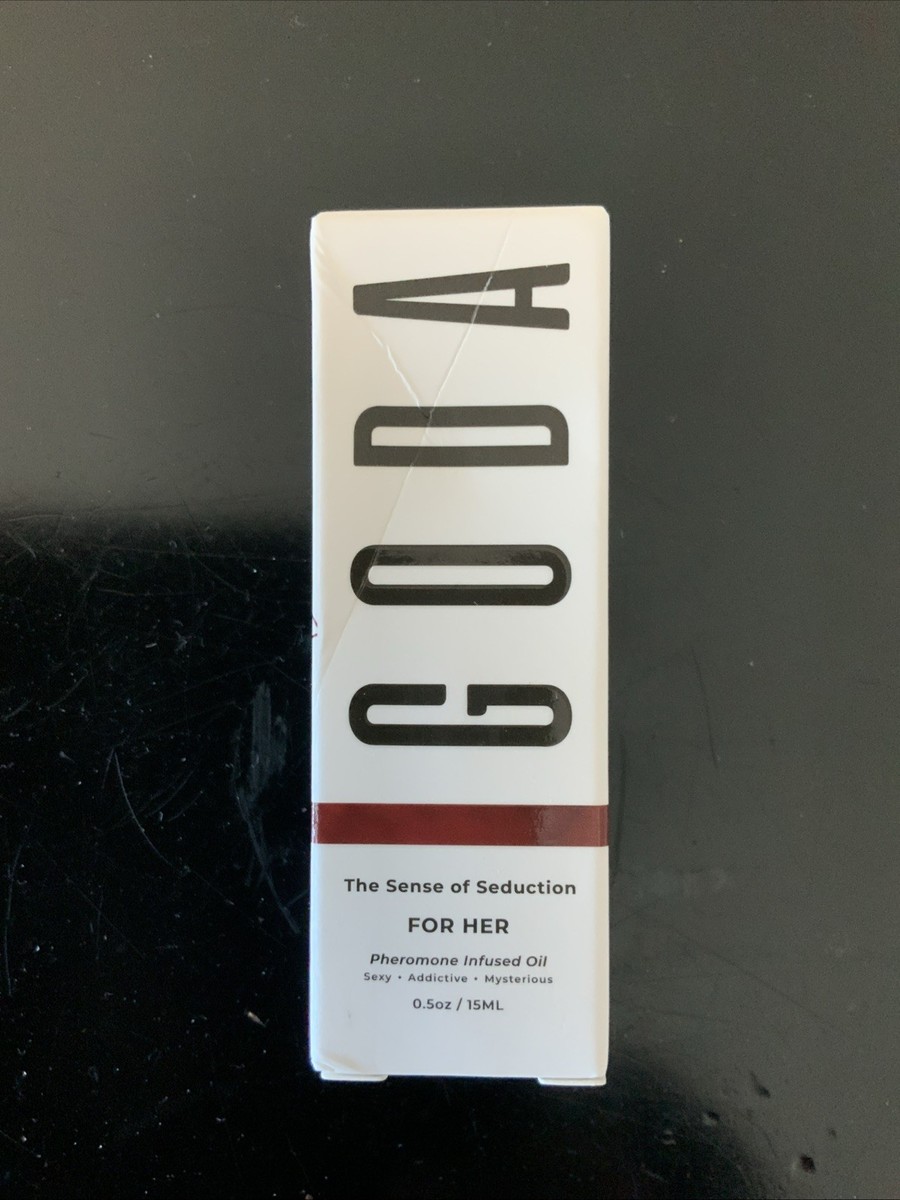 GODA
The Sense of Seduction
FOR HER
Pheromone Infused Oil
Sexy • Addictive • Mysterious
0.5oz / 15ML